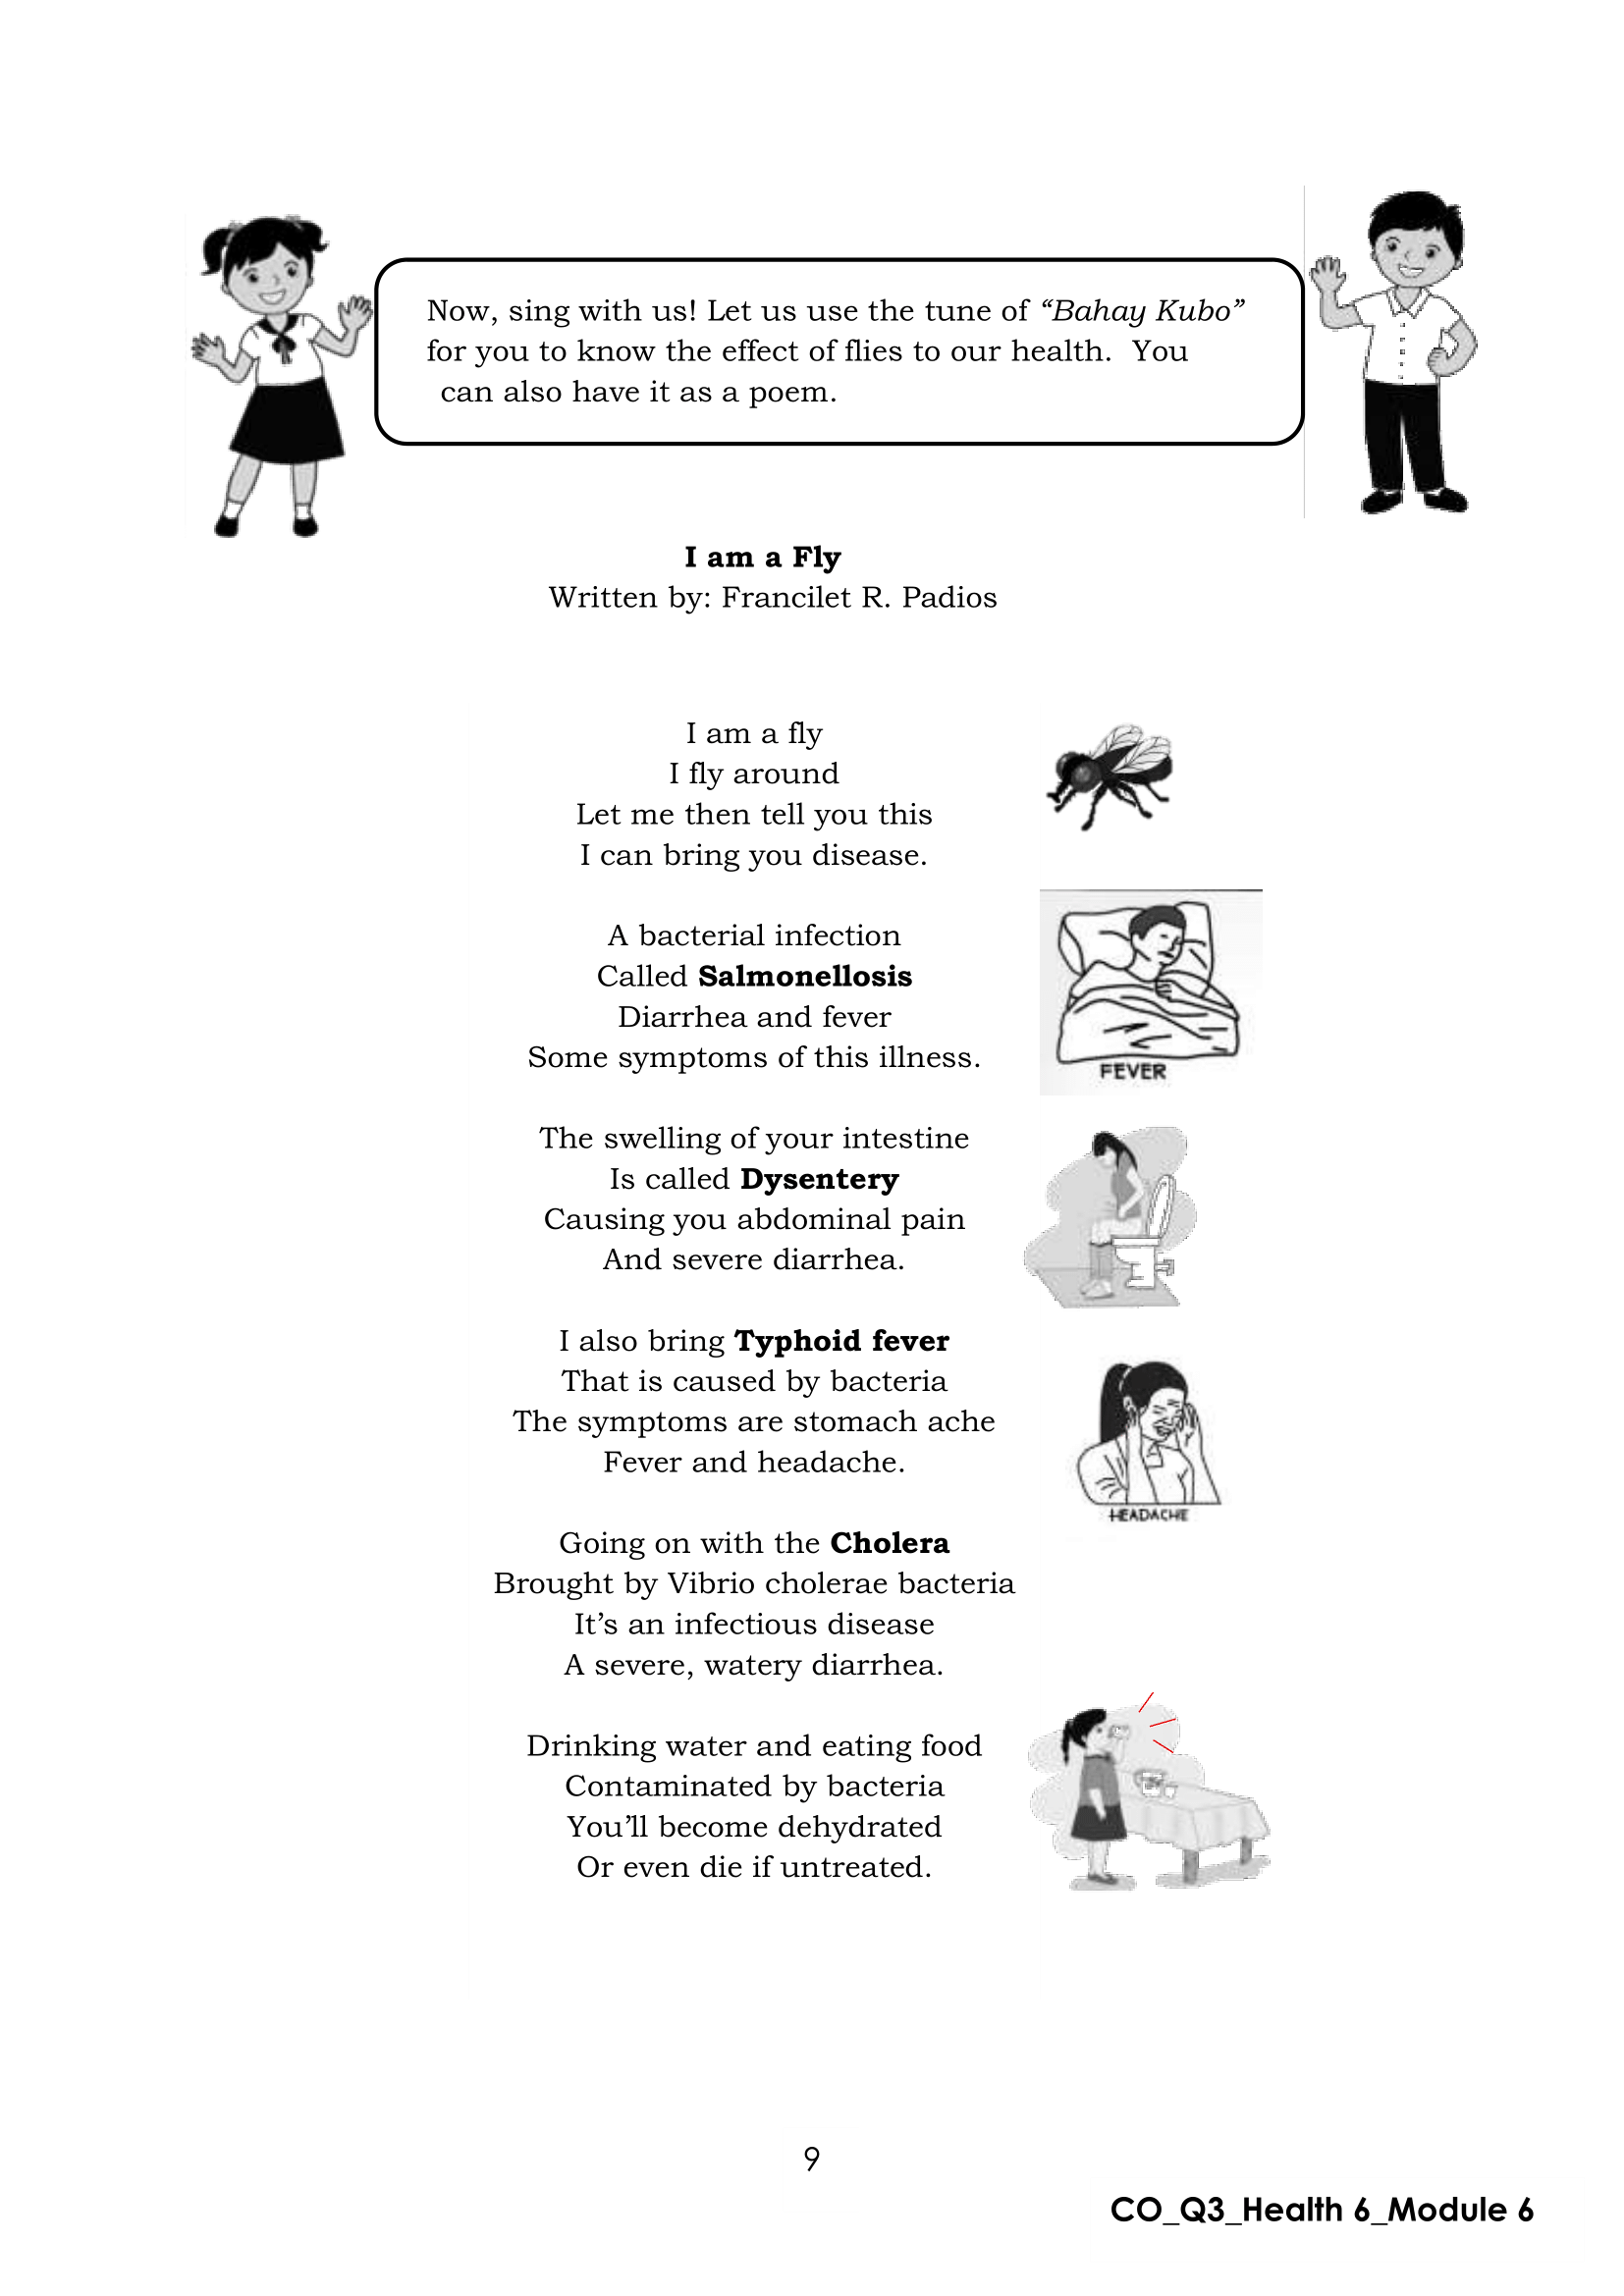 Now, sing with us! Let us use the tune of “Bahay Kubo”
for you to know the effect of flies to our health. You
can also have it as a poem.
I am a Fly
Written by: Francilet R. Padios
I am a fly
I fly around
Let me then tell you this
I can bring you disease.
A bacterial infection
Called Salmonellosis
Diarrhea and fever
Some symptoms of this illness.
FEVER
The swelling of your intestine
Is called Dysentery
Causing you abdominal pain
And severe diarrhea.
I also bring Typhoid fever
That is caused by bacteria
The symptoms are stomach ache
Fever and headache.
HEADACHE
Going on with the Cholera
Brought by Vibrio cholerae bacteria
It’s an infectious disease
A severe, watery diarrhea.
Drinking water and eating food
Contaminated by bacteria
You’ll become dehydrated
Or even die if untreated.
9
CO_Q3_Health 6_Module 6